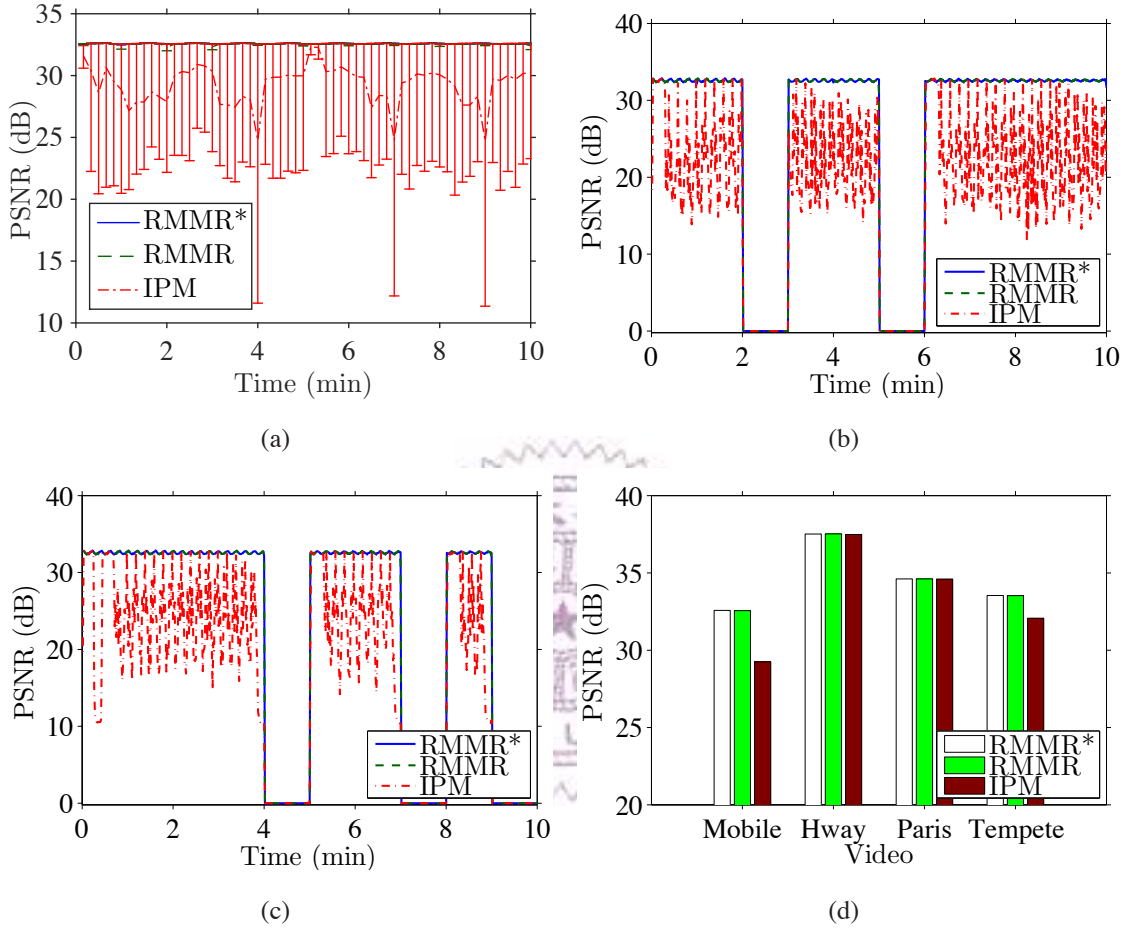 35
30
25
20
15
10
PSNR (dB)
RMMR*
RMMR
IPM
0 2 4 6 8 10
Time (min)
(a)
40
30
20
10
0
PSNR (dB)
RMMR*
RMMR
IPM
0 2 4 6 8 10
Time (min)
(b)
40
30
20
10
0
PSNR (dB)
RMMR*
RMMR
IPM
0 2 4 6 8 10
Time (min)
(c)
40
35
30
25
20
PSNR (dB)
RMMR*
RMMR
IPM
Mobile Hway Paris Tempete
Video
(d)